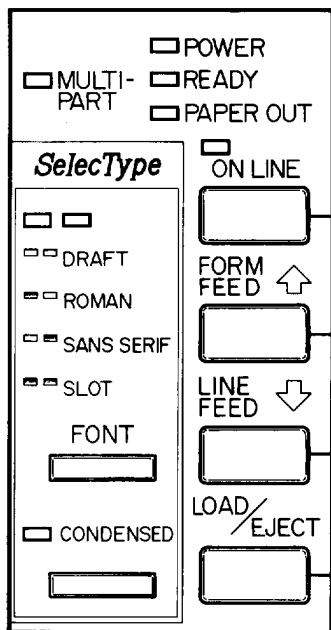 POWER
MULTI-
PART
READY
PAPER OUT
SelecType
ON LINE
DRAFT
ROMAN
SANS SERIF
SLOT
FONT
CONDENSED
FORM
FEED
LINE
FEED
LOAD/
EJECT